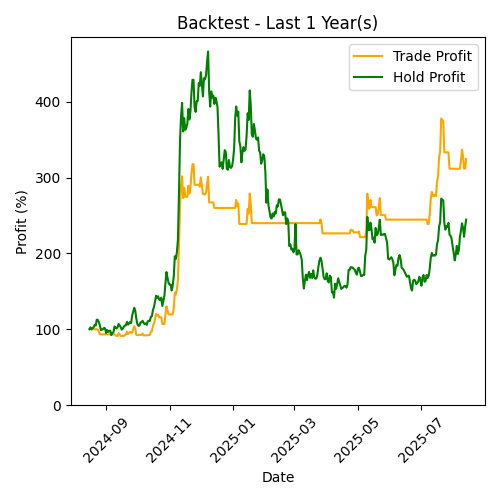 Backtest - Last 1 Year(s)
Trade Profit
Hold Profit
Profit (%)
400
300
200
100
0
2024-09
2024-11
2025-01
2025-03
2025-05
2025-07
Date